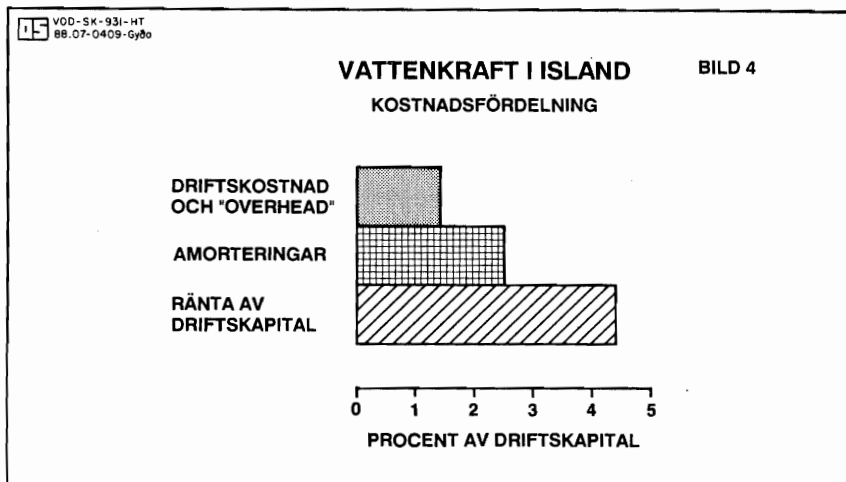 VOD-SK-931-HT
88.07-0409-Gyða
VATTENKRAFT I ISLAND
BILD 4
KOSTNADSFÖRDELNING
DRIFTSKOSTNAD
OCH "OVERHEAD"
AMORTERINGAR
RÄNTA AV
DRIFTSKAPITAL
0 1 2 3 4 5
PROCENT AV DRIFTSKAPITAL